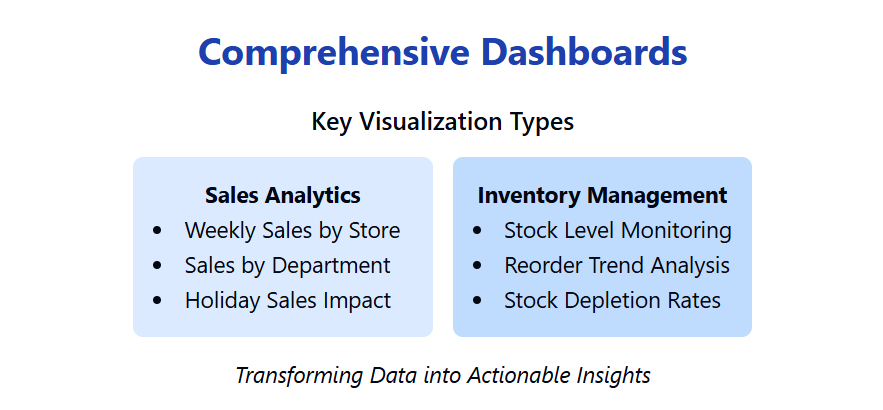 Comprehensive Dashboards
Key Visualization Types
Sales Analytics
• Weekly Sales by Store
• Sales by Department
• Holiday Sales Impact
Inventory Management
• Stock Level Monitoring
• Reorder Trend Analysis
• Stock Depletion Rates
Transforming Data into Actionable Insights